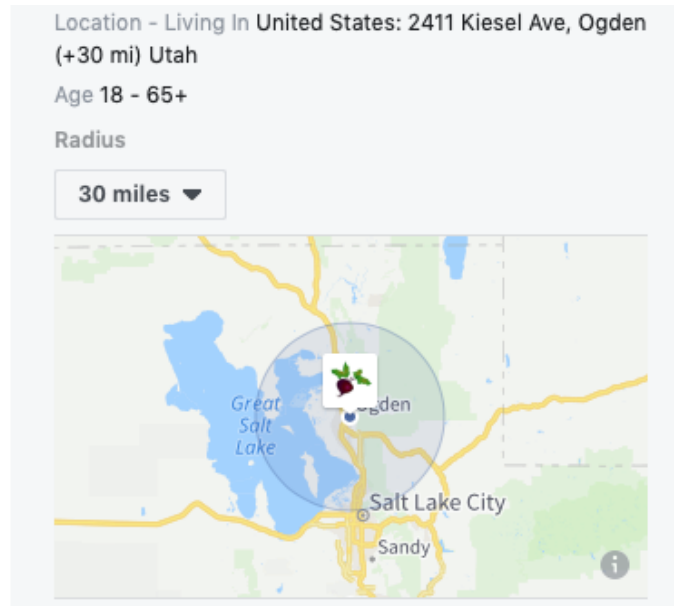 Location - Living In United States: 2411 Kiesel Ave, Ogden
(+30 mi) Utah
Age 18 - 65+
Radius
30 miles
Ogden
Great
Salt
Lake
Salt Lake City
Sandy